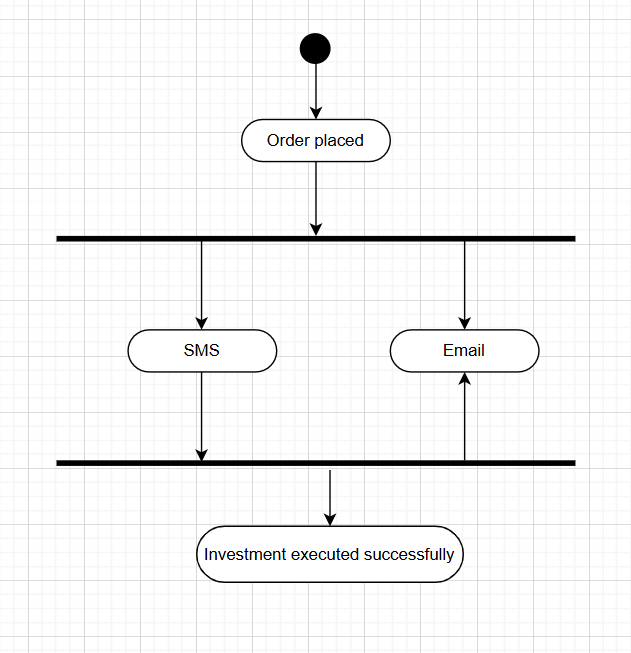 Order placed
SMS
Email
Investment executed successfully